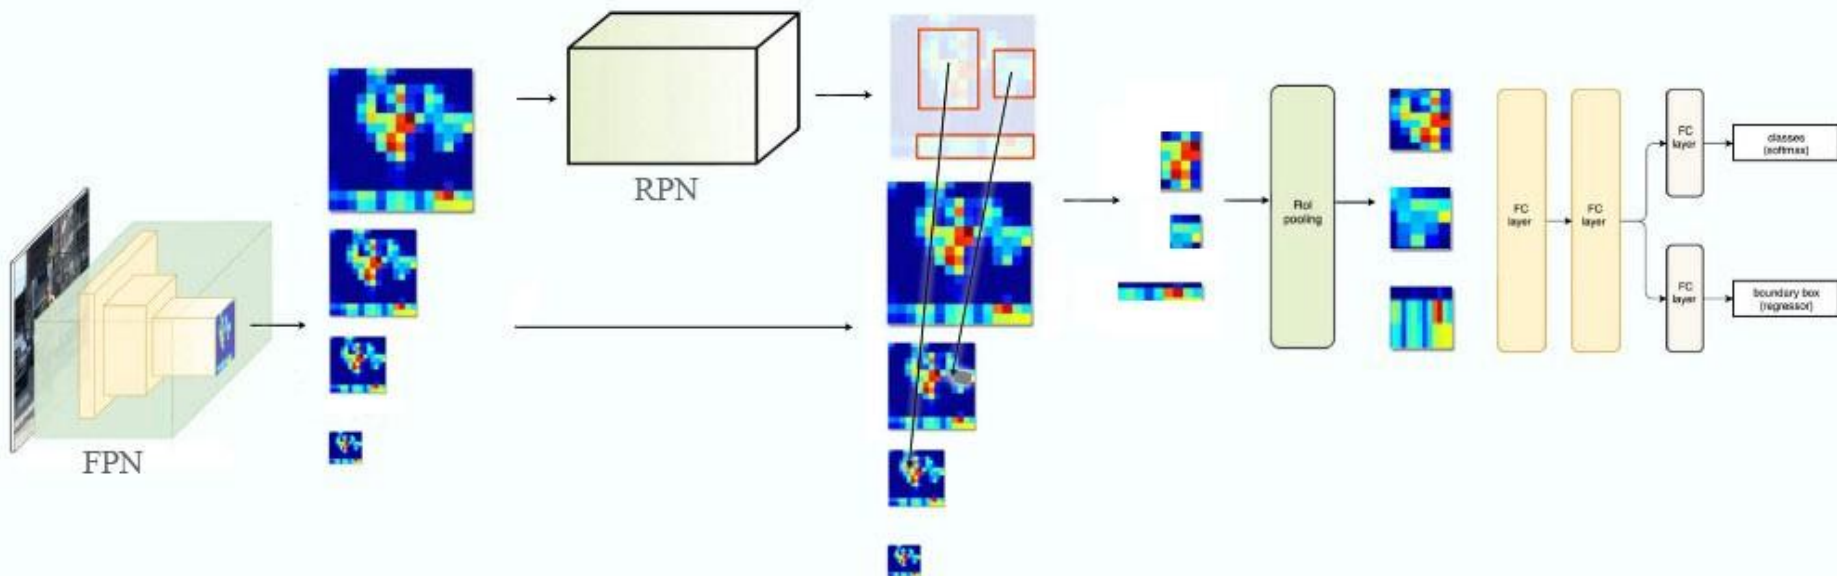 FPN
RPN
RoI
pooling
FC
layer
FC
layer
FC
layer
classes
(softmax)
FC
layer
boundary box
(regressor)